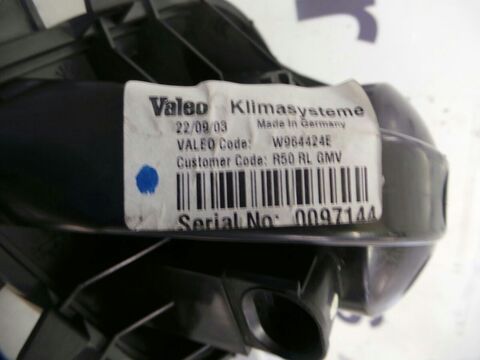 Valeo Klimasysteme
22/09/03 Made In Germany
VALEO Code: W964424E
Customer Code: R50 RL GMV
Serial No: 0097144